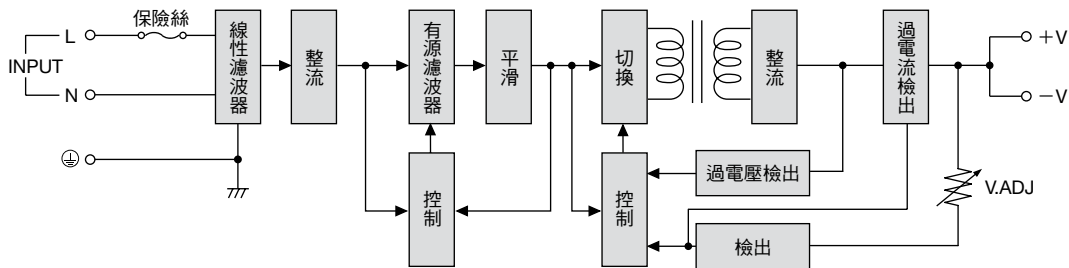 保險絲
L
INPUT
N
線性濾波器
整流
有源濾波器
平滑
切換
整流
過電流檢出
+V
−V
控制
控制
過電壓檢出
檢出
V.ADJ